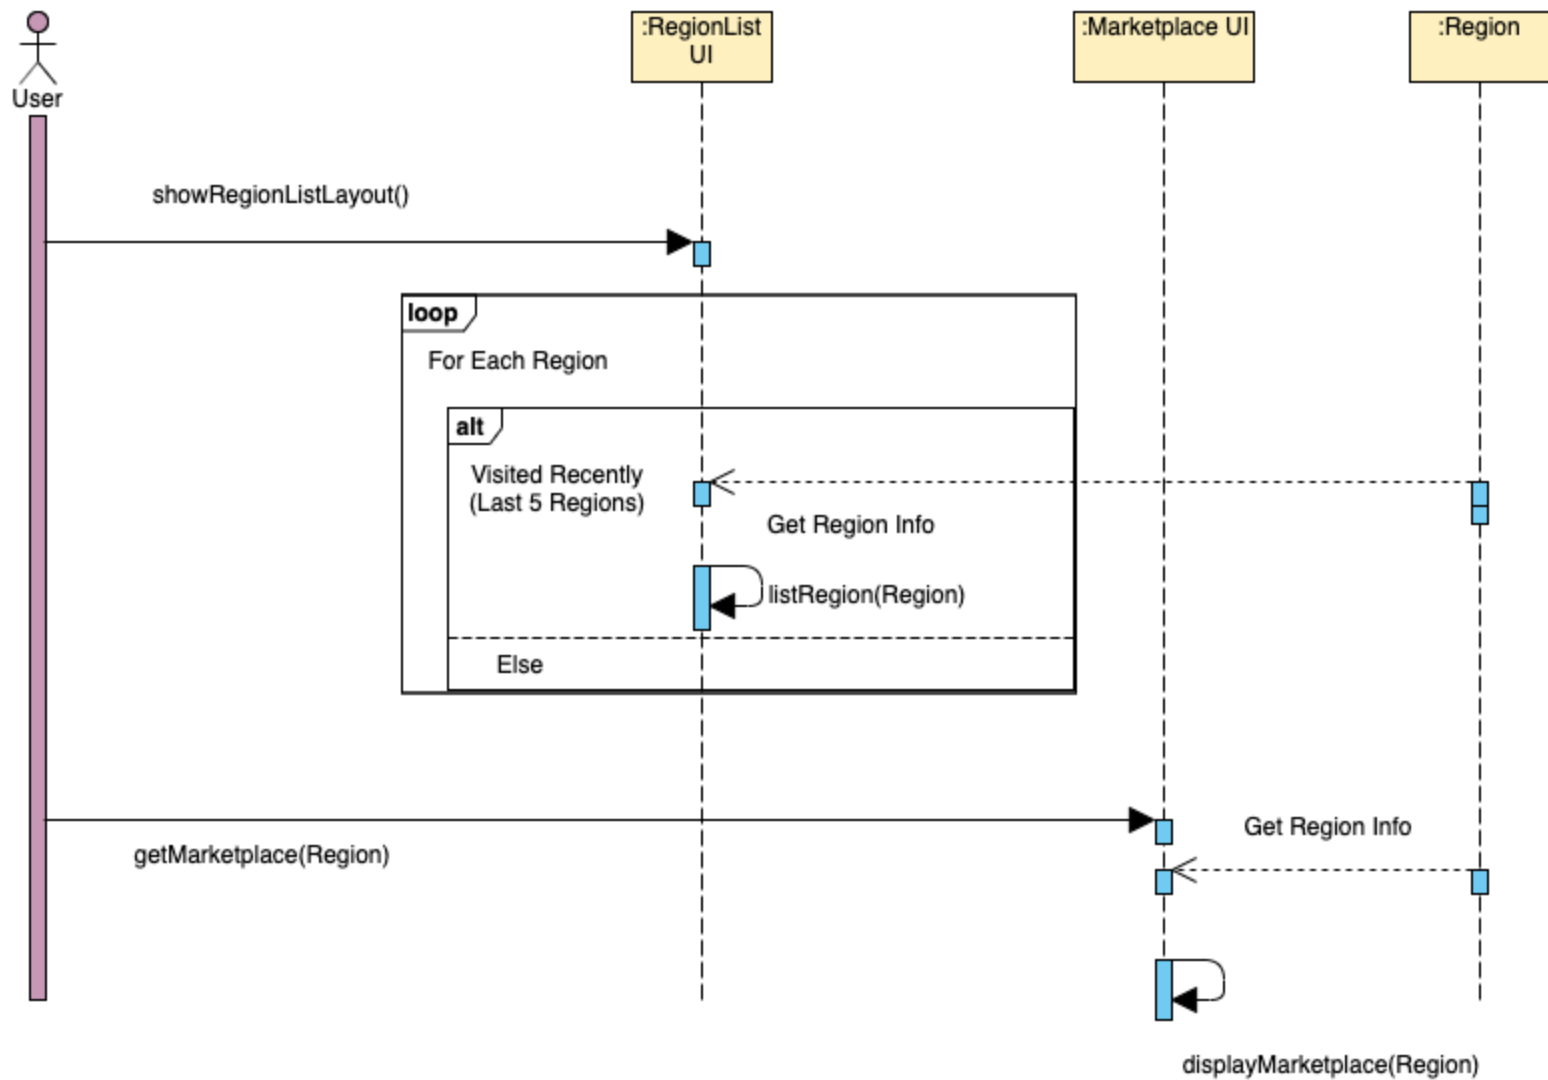 User
:RegionList
UI
:Marketplace UI
:Region
showRegionListLayout()
loop
For Each Region
alt
Visited Recently
(Last 5 Regions)
Get Region Info
listRegion(Region)
Else
getMarketplace(Region)
Get Region Info
displayMarketplace(Region)